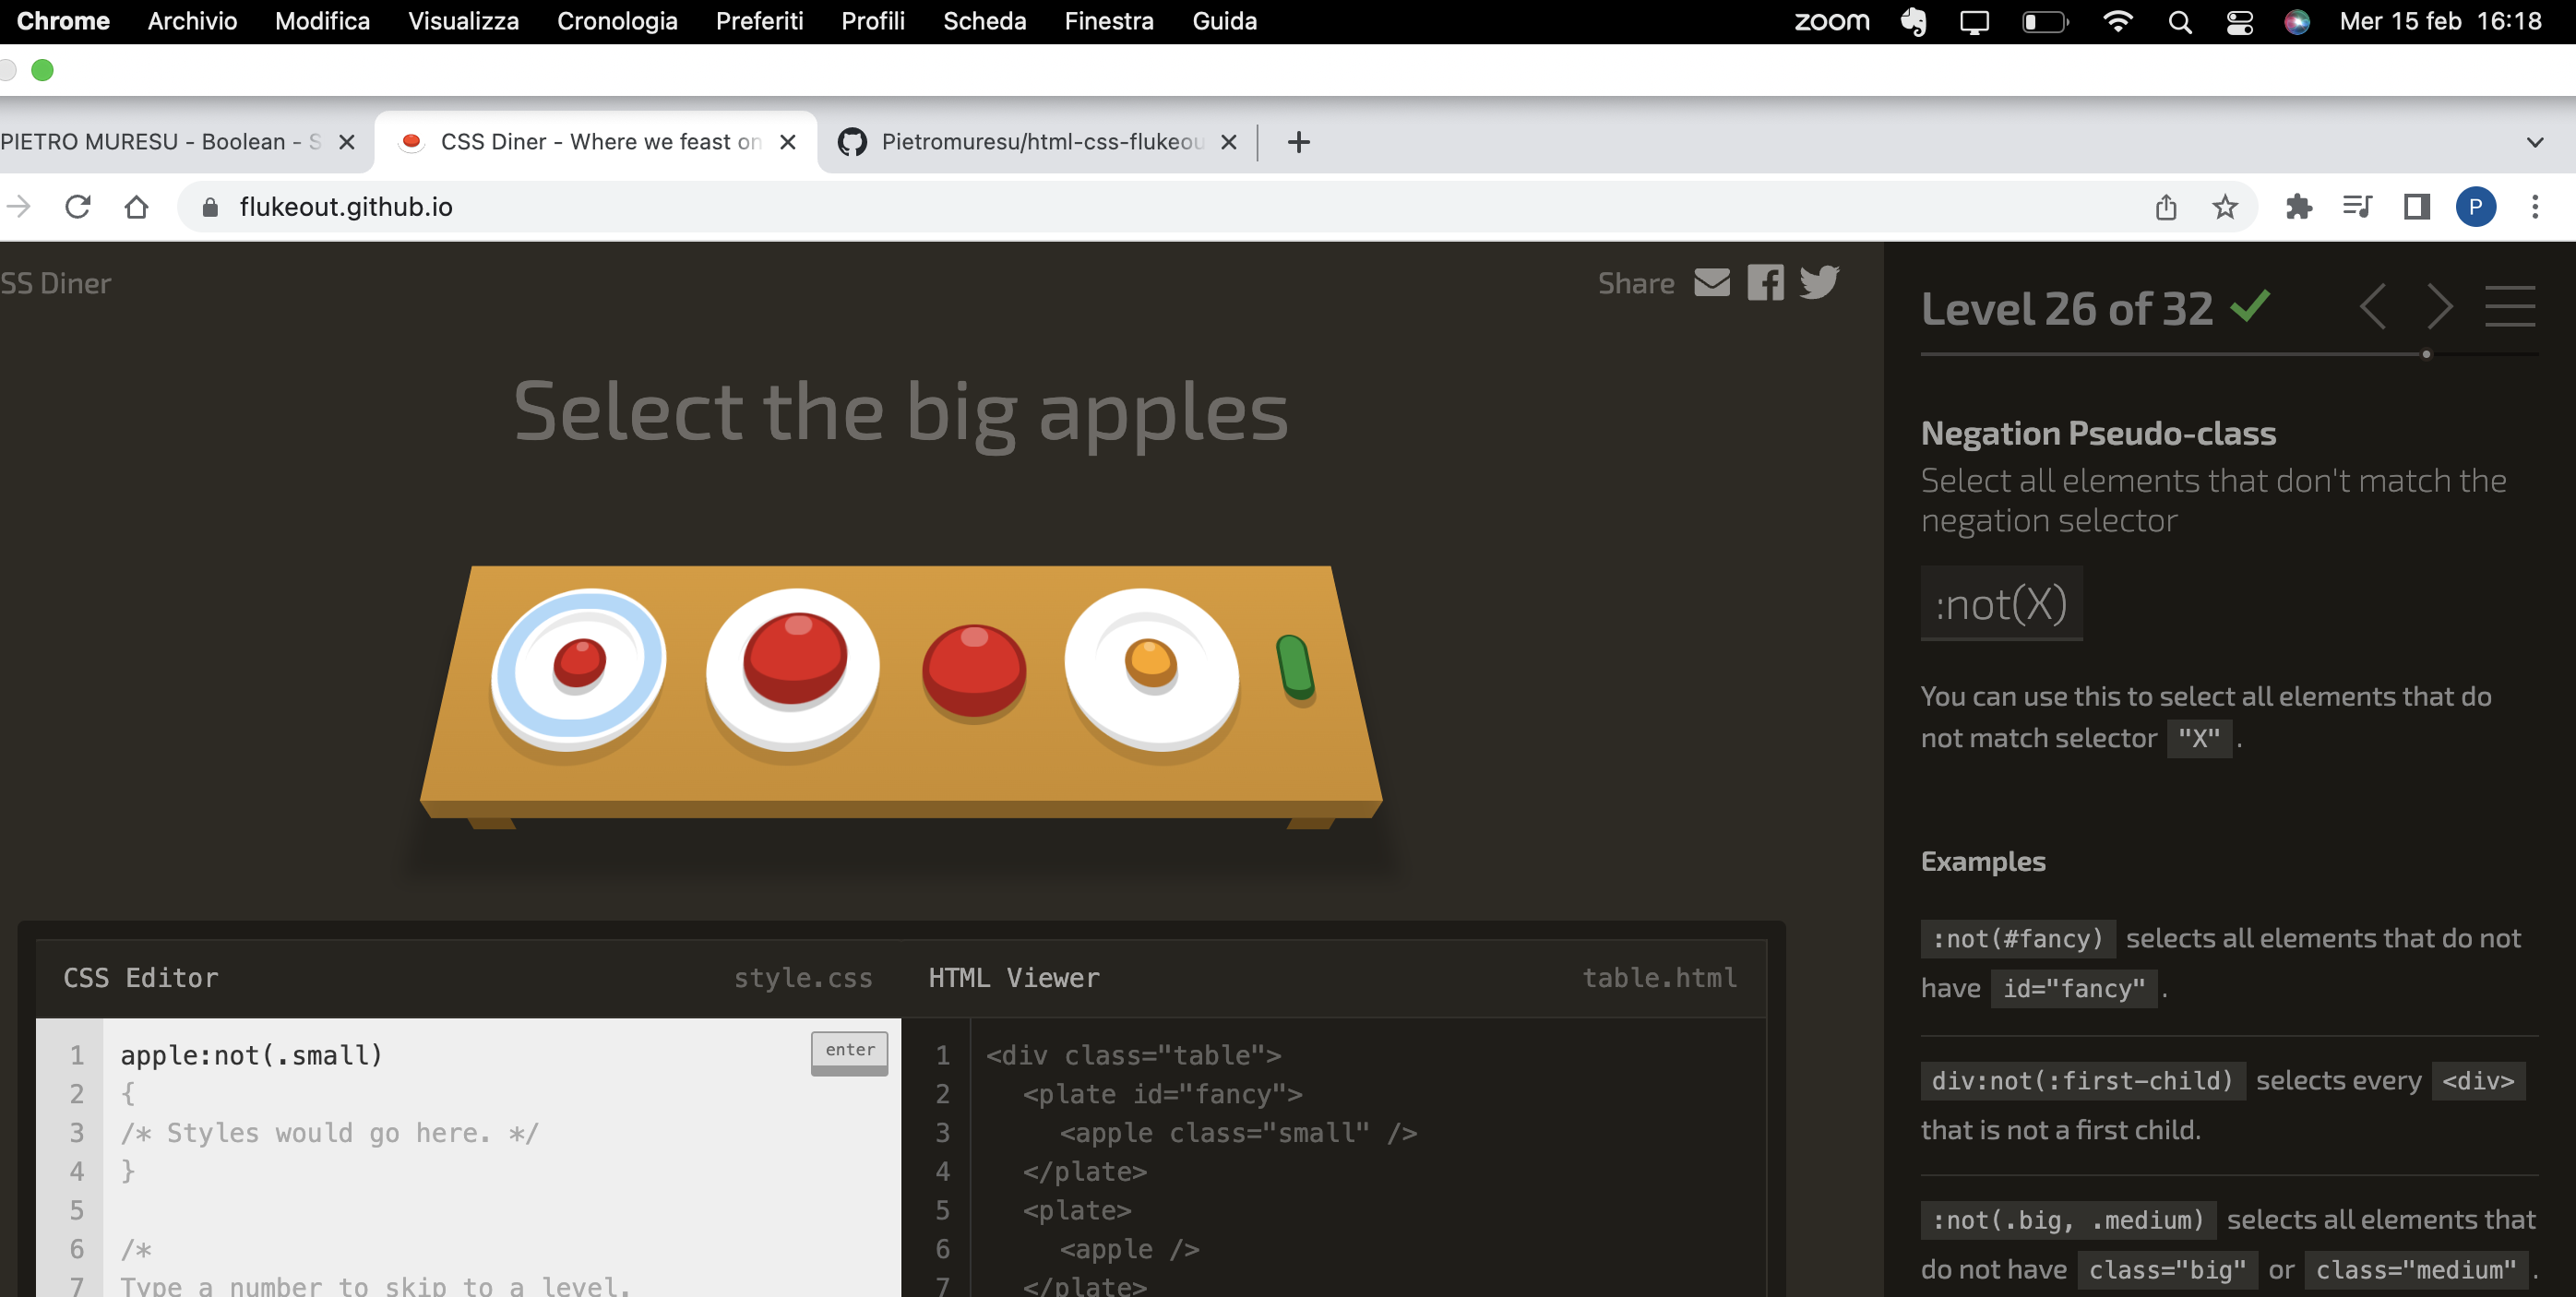 Chrome Archivio Modifica Visualizza Cronologia Preferiti Profili Scheda Finestra Guida zoom Mer 15 feb 16:18
PIETRO MURESU - Boolean - S CSS Diner - Where we feast on Pietromuresu/html-css-flukeou
flukeout.github.io P
SS Diner Share
Level 26 of 32
Select the big apples
Negation Pseudo-class
Select all elements that don't match the
negation selector
:not(X)
You can use this to select all elements that do
not match selector "X" .
Examples
:not(#fancy) selects all elements that do not
have id="fancy" .
div:not(:first-child) selects every <div>
that is not a first child.
:not(.big, .medium) selects all elements that
do not have class="big" or class="medium" .
CSS Editor style.css
1 apple:not(.small) enter
2 {
3 /* Styles would go here. */
4 }
5
6 /*
7 Type a number to skip to a level.
HTML Viewer table.html
1 <div class="table">
2 <plate id="fancy">
3 <apple class="small" />
4 </plate>
5 <plate>
6 <apple />
7 </plate>